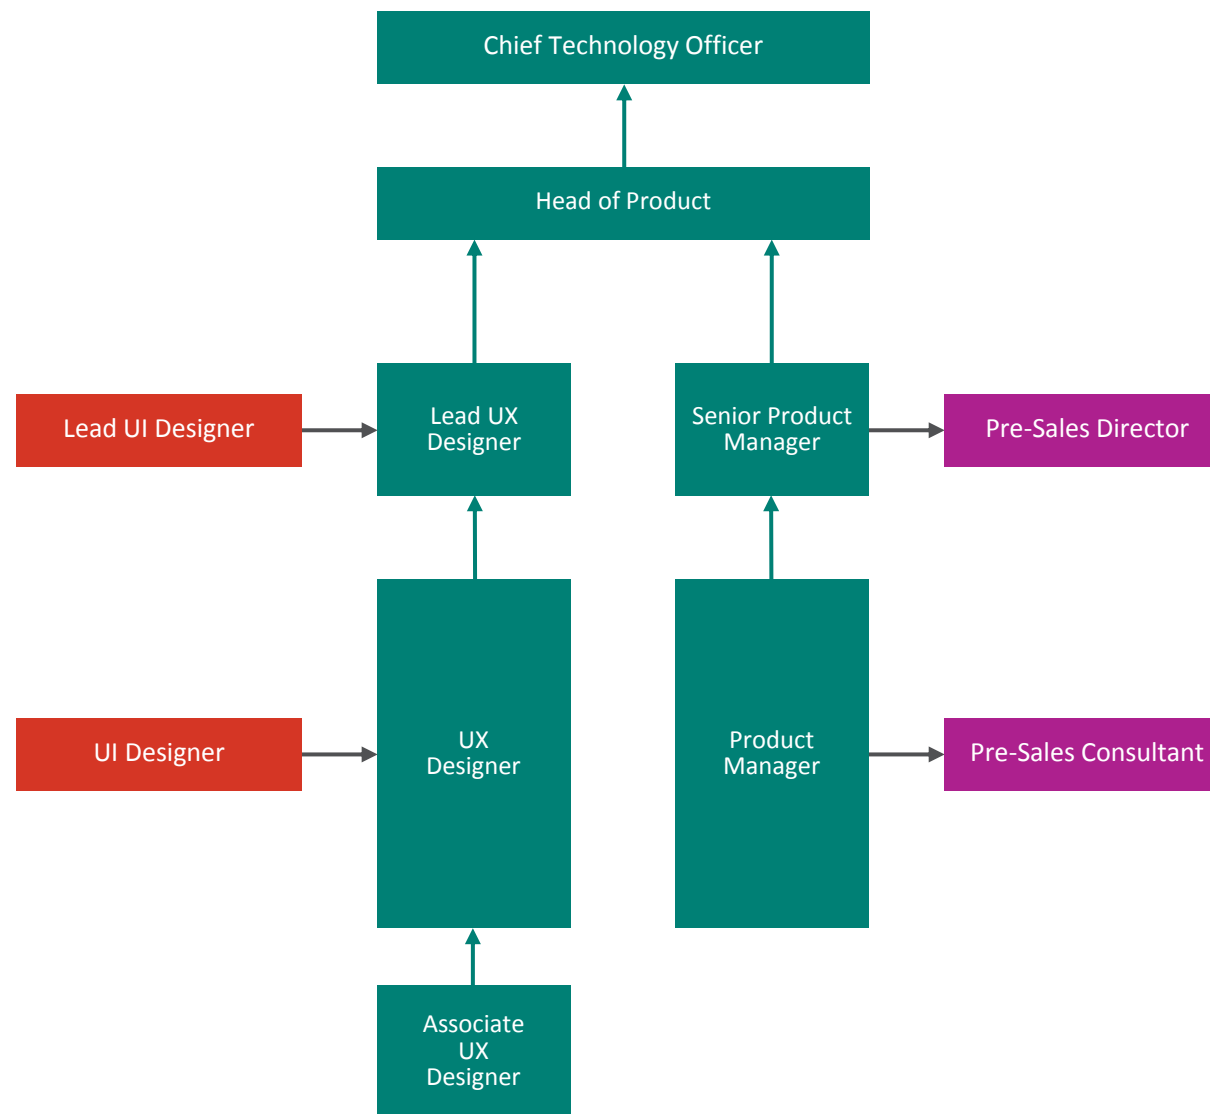 Chief Technology Officer
Head of Product
Lead UI Designer
Lead UX
Designer
Senior Product
Manager
Pre-Sales Director
UI Designer
UX
Designer
Product
Manager
Pre-Sales Consultant
Associate
UX
Designer